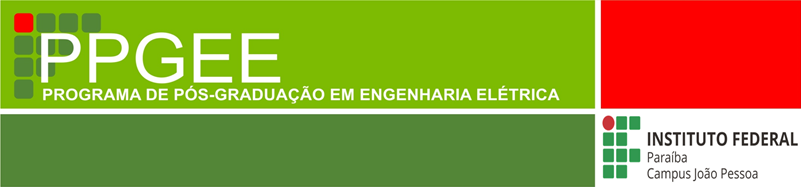 PPGEE
PROGRAMA DE PÓS-GRADUAÇÃO EM ENGENHARIA ELÉTRICA
INSTITUTO FEDERAL
Paraíba
Campus João Pessoa